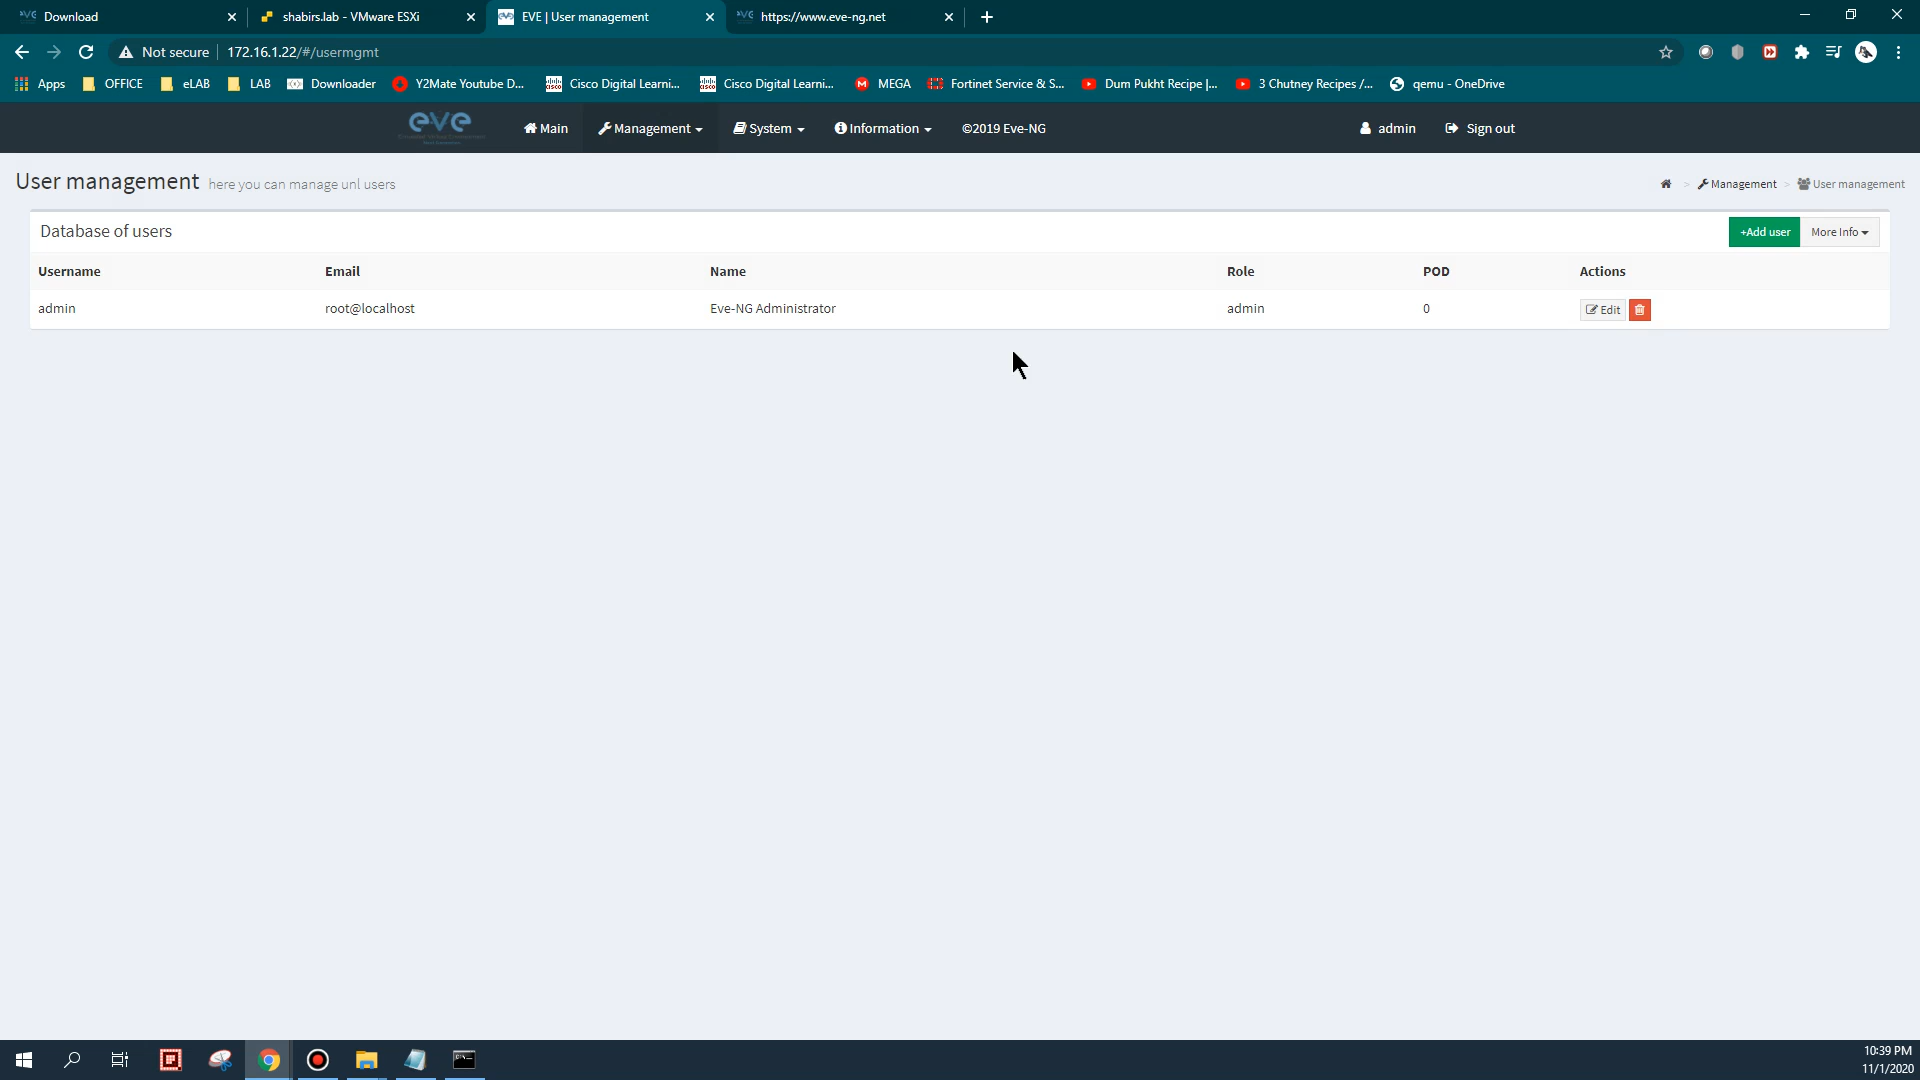 Download
shabirs.lab - VMware ESXi
EVE | User management
https://www.eve-ng.net
Not secure
172.16.1.22/#/usermgmt
Apps
OFFICE
eLAB
LAB
Downloader
Y2Mate Youtube D...
Cisco Digital Learni...
Cisco Digital Learni...
MEGA
Fortinet Service & S...
Dum Pukht Recipe |...
3 Chutney Recipes /...
qemu - OneDrive
eve
Main
Management
System
Information
©2019 Eve-NG
admin
Sign out
User management here you can manage unl users
> Management > User management
Database of users
+Add user
More Info
Username Email Name Role POD Actions
admin root@localhost Eve-NG Administrator admin 0 Edit
10:39 PM
11/1/2020